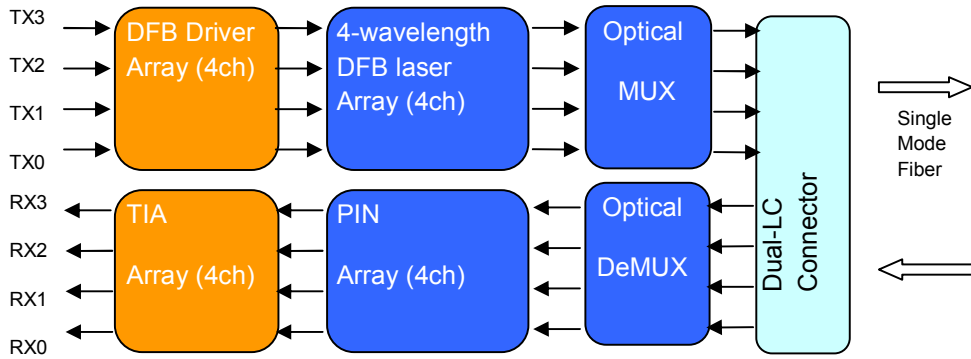 TX3
TX2
TX1
TX0
DFB Driver
Array (4ch)
4-wavelength
DFB laser
Array (4ch)
Optical
MUX
RX3
RX2
RX1
RX0
TIA
Array (4ch)
PIN
Array (4ch)
Optical
DeMUX
Dual-LC
Connector
Single
Mode
Fiber